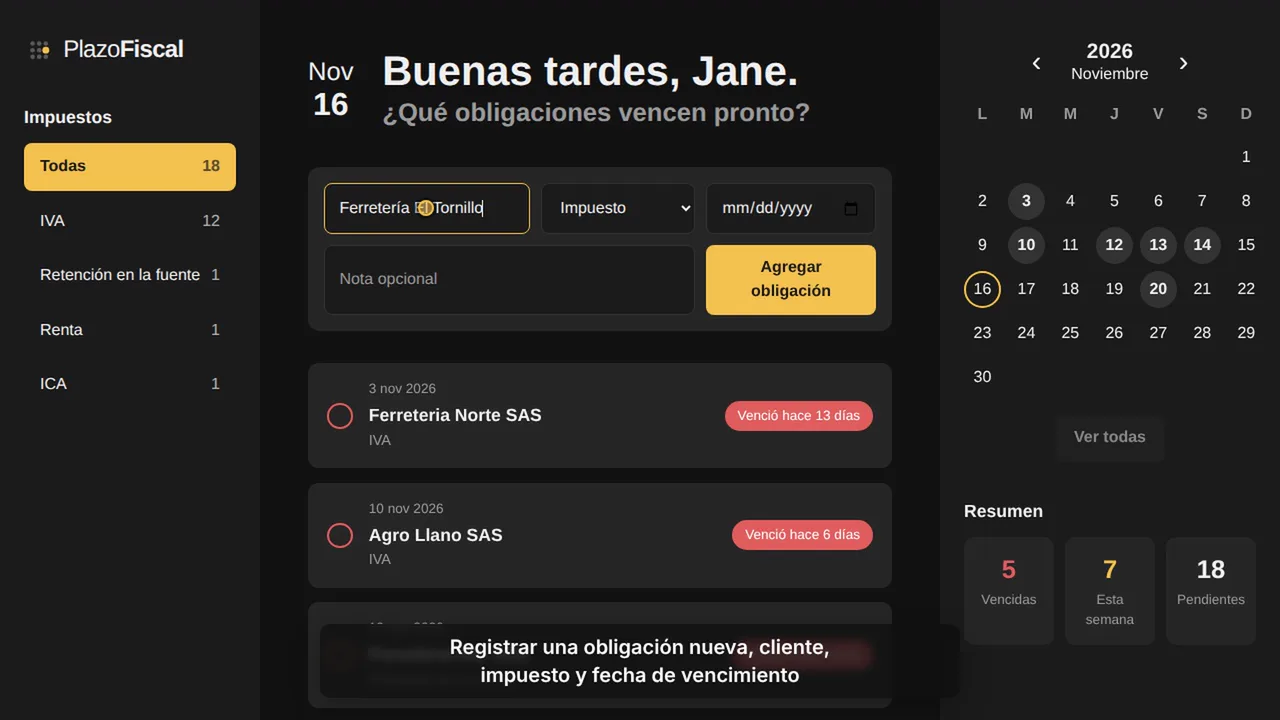 PlazoFiscal
Impuestos
Todas 18
IVA 12
Retención en la fuente 1
Renta 1
ICA 1
Nov
16
Buenas tardes, Jane.
¿Qué obligaciones vencen pronto?
Ferretería El Tornillo
Impuesto
mm/dd/yyyy
Nota opcional
Agregar
obligación
3 nov 2026
Ferreteria Norte SAS
IVA
Venció hace 13 días
10 nov 2026
Agro Llano SAS
IVA
Venció hace 6 días
Registrar una obligación nueva, cliente,
impuesto y fecha de vencimiento
‹ 2026 ›
Noviembre
L M M J V S D
1
2 3 4 5 6 7 8
9 10 11 12 13 14 15
16 17 18 19 20 21 22
23 24 25 26 27 28 29
30
Ver todas
Resumen
5
Vencidas
7
Esta
semana
18
Pendientes